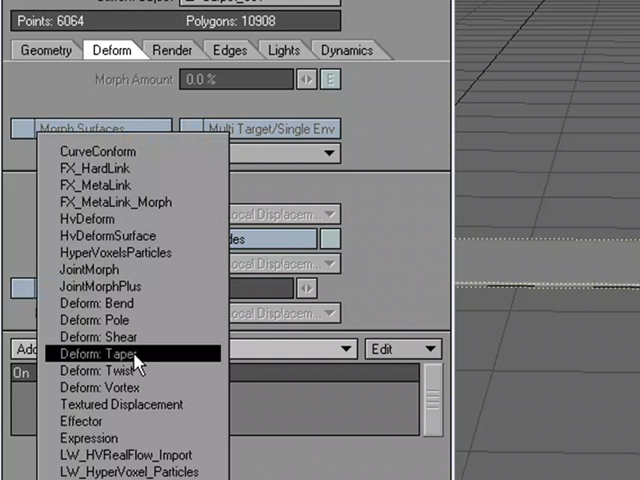 Points: 6064 Polygons: 10908
Geometry Deform Render Edges Lights Dynamics
Morph Amount 0.0 % E
Morph Surfaces Multi Target/Single Env
CurveConform
FX_HardLink
FX_MetaLink
FX_MetaLink_Morph
HvDeform
HvDeformSurface
HyperVoxelsParticles
JointMorph
JointMorphPlus
Deform: Bend
Deform: Pole
Deform: Shear
Deform: Taper
Deform: Twist
Deform: Vortex
Textured Displacement
Effector
Expression
LW_HVRealFlow_Import
LW_HyperVoxel_Particles
Local Displacem...
Local Displacem...
Local Displacem...
Edit
On